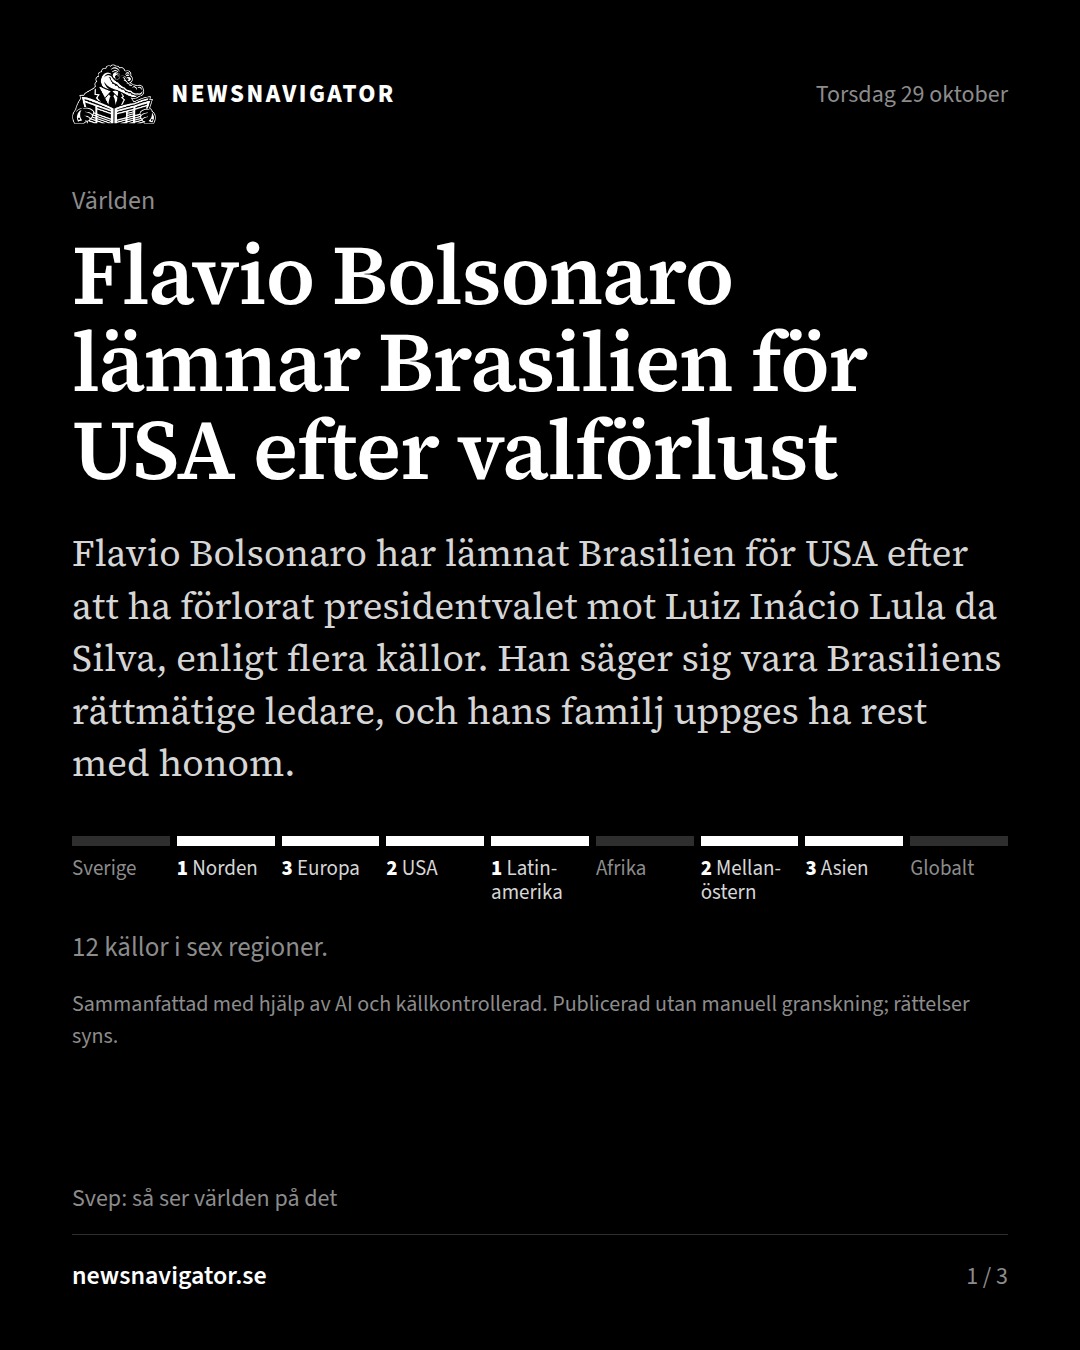 NEWSNAVIGATOR
Torsdag 29 oktober
Världen
Flavio Bolsonaro
lämnar Brasilien för
USA efter valförlust
Flavio Bolsonaro har lämnat Brasilien för USA efter
att ha förlorat presidentvalet mot Luiz Inácio Lula da
Silva, enligt flera källor. Han säger sig vara Brasiliens
rättmätige ledare, och hans familj uppges ha rest
med honom.
Sverige
1 Norden
3 Europa
2 USA
1 Latin-
amerika
Afrika
2 Mellan-
östern
3 Asien
Globalt
12 källor i sex regioner.
Sammanfattad med hjälp av AI och källkontrollerad. Publicerad utan manuell granskning; rättelser
syns.
Svep: så ser världen på det
newsnavigator.se
1 / 3